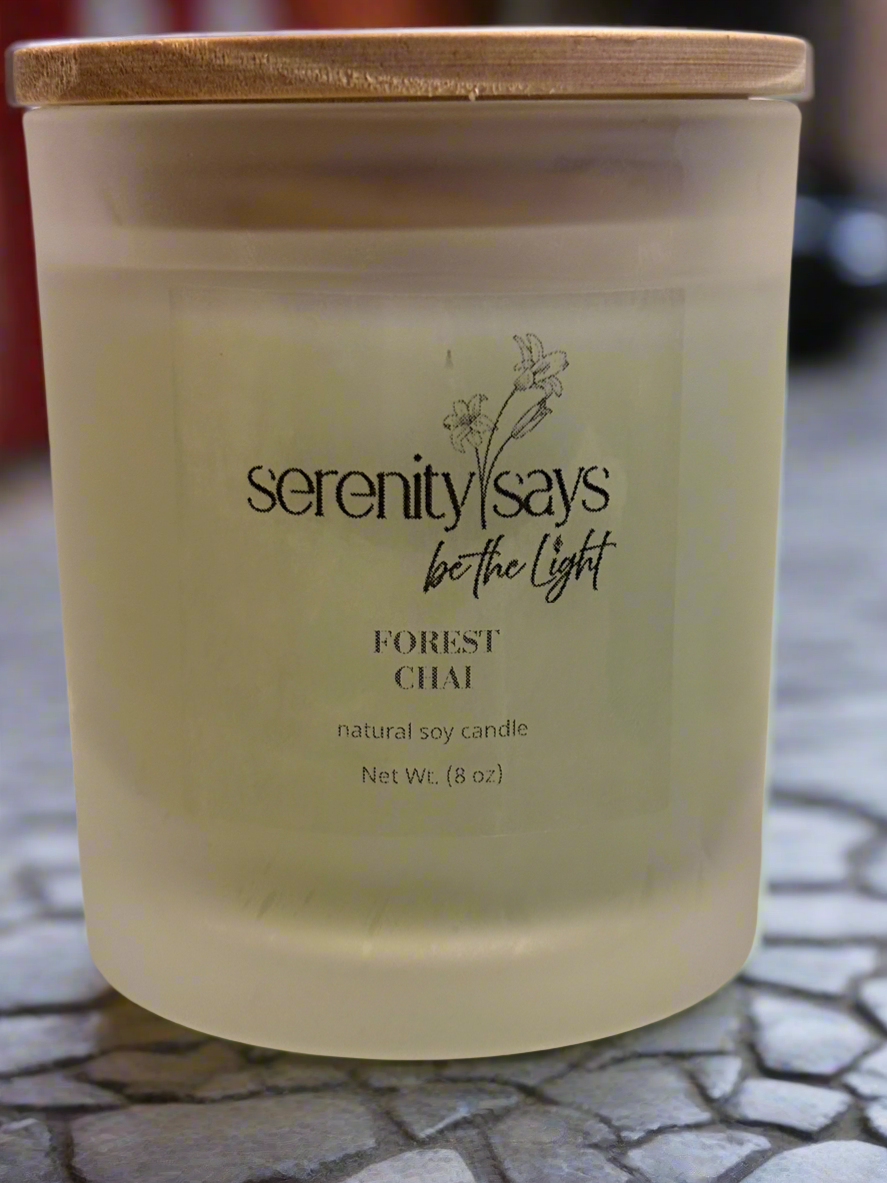 serenity says
be the Light
FOREST
CHAI
natural soy candle
Net Wt. (8 oz)